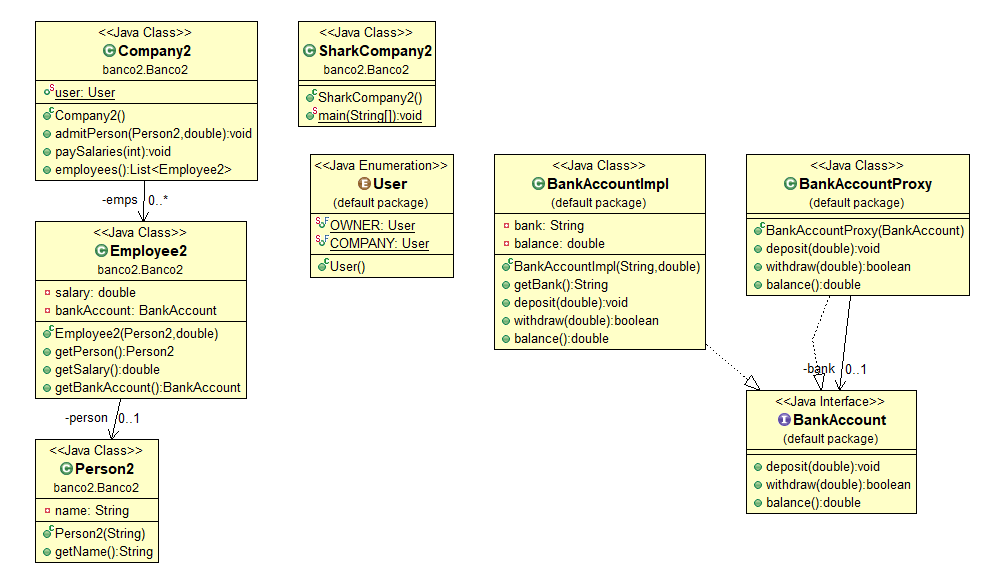 <<Java Class>>
Company2
banco2.Banco2
user: User
Company2()
admitPerson(Person2,double):void
paySalaries(int):void
employees():List<Employee2>
-emps
0..*
<<Java Class>>
Employee2
banco2.Banco2
salary: double
bankAccount: BankAccount
Employee2(Person2,double)
getPerson():Person2
getSalary():double
getBankAccount():BankAccount
-person
0..1
<<Java Class>>
Person2
banco2.Banco2
name: String
Person2(String)
getName():String
<<Java Class>>
SharkCompany2
banco2.Banco2
SharkCompany2()
main(String[]):void
<<Java Enumeration>>
User
(default package)
OWNER: User
COMPANY: User
User()
<<Java Class>>
BankAccountImpl
(default package)
bank: String
balance: double
BankAccountImpl(String,double)
getBank():String
deposit(double):void
withdraw(double):boolean
balance():double
<<Java Class>>
BankAccountProxy
(default package)
BankAccountProxy(BankAccount)
deposit(double):void
withdraw(double):boolean
balance():double
-bank
0..1
<<Java Interface>>
BankAccount
(default package)
deposit(double):void
withdraw(double):boolean
balance():double